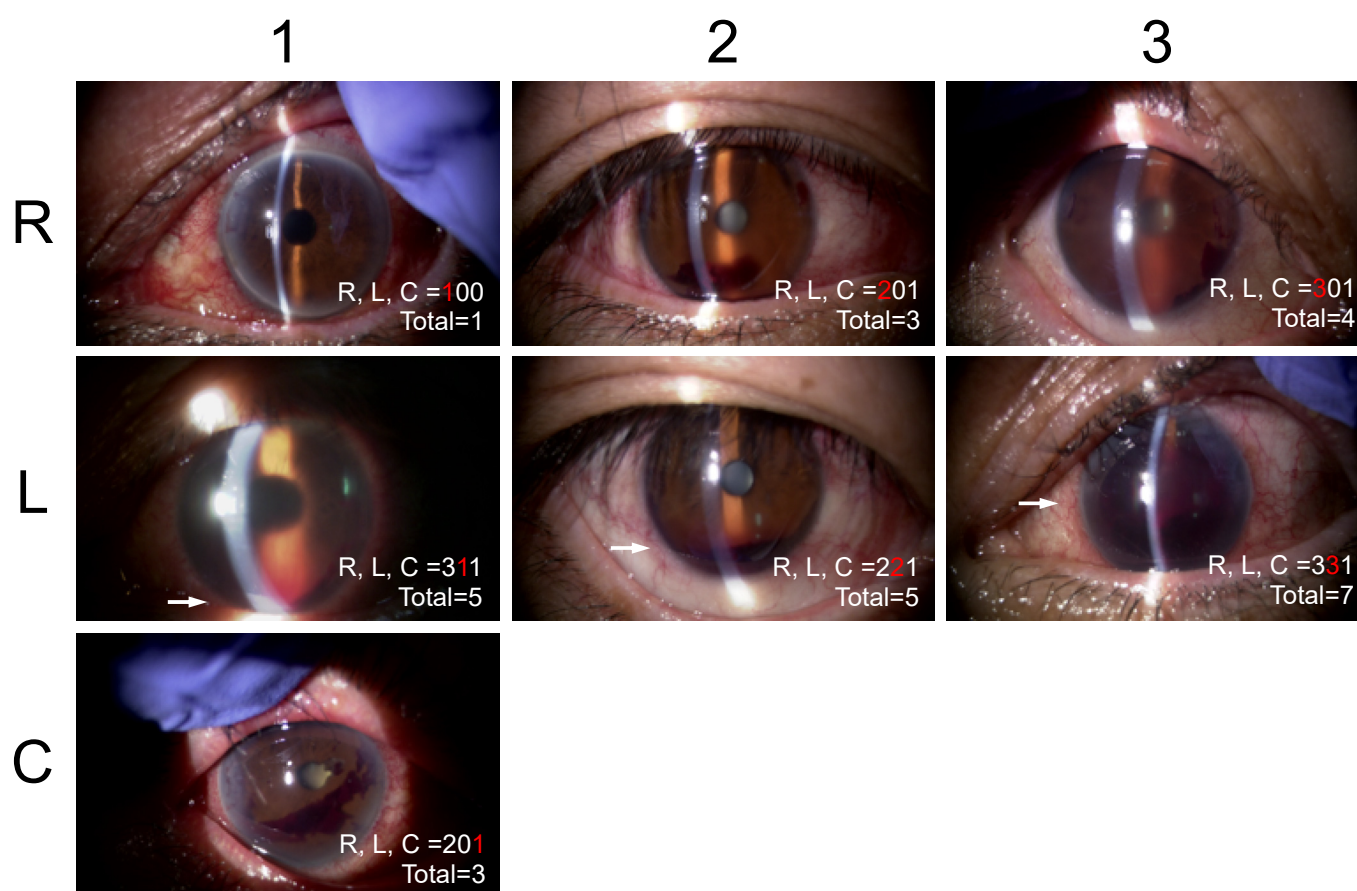 1 2 3
R
R, L, C =100
Total=1
R, L, C =201
Total=3
R, L, C =301
Total=4
L
R, L, C =311
Total=5
R, L, C =221
Total=5
R, L, C =331
Total=7
C
R, L, C =201
Total=3